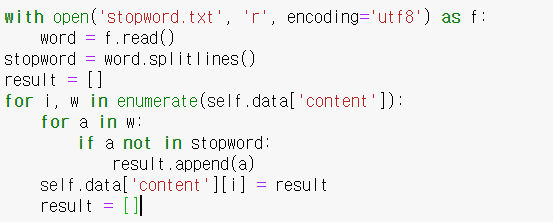 with open('stopword.txt', 'r', encoding='utf8') as f:
    word = f.read()
stopword = word.splitlines()
result = []
for i, w in enumerate(self.data['content']):
    for a in w:
        if a not in stopword:
            result.append(a)
    self.data['content'][i] = result
    result = []